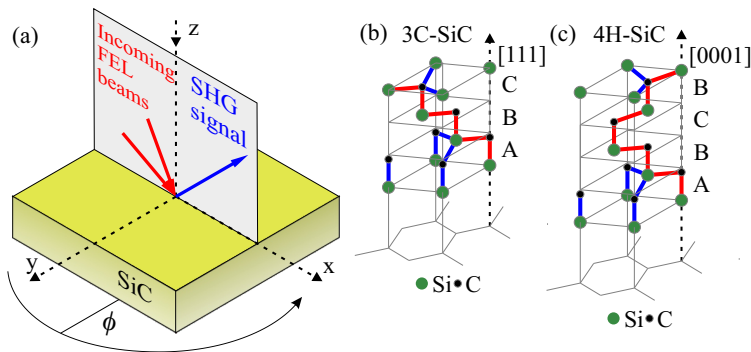 (a)
z
Incoming
FEL
beams
SHG
signal
y
x
SiC
ϕ
(b)
3C-SiC
[111]
C
B
A
Si C
(c)
4H-SiC
[0001]
B
C
B
A
Si C